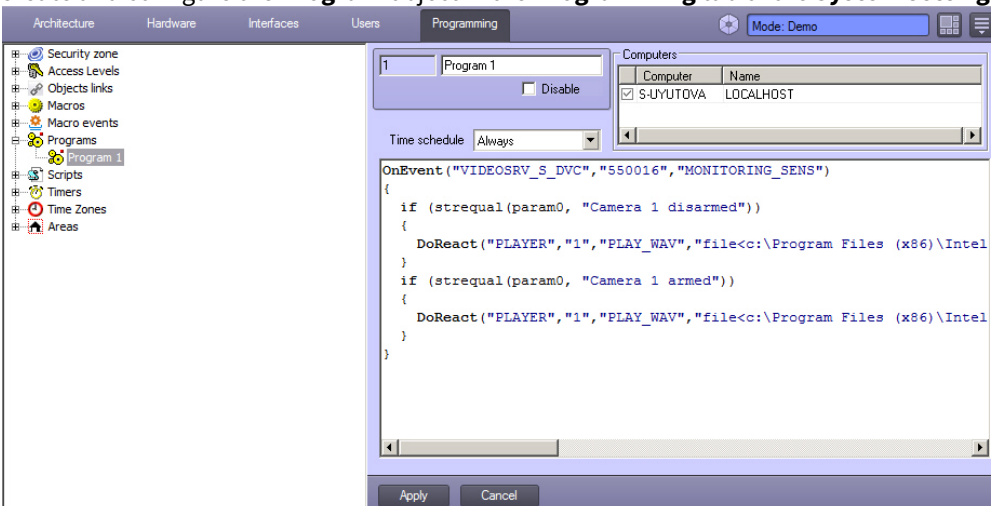 Architecture Hardware Interfaces Users Programming Mode: Demo
Security zone
Access Levels
Objects links
Macros
Macro events
Programs
Program 1
Scripts
Timers
Time Zones
Areas
1 Program 1
Disable
Computers
Computer Name
S-UYUTOVA LOCALHOST
Time schedule Always
OnEvent("VIDEOSRV_S_DVC","550016","MONITORING_SENS")
{
if (strequal(param0, "Camera 1 disarmed"))
{
DoReact("PLAYER","1","PLAY_WAV","file<c:\Program Files (x86)\Intel
}
if (strequal(param0, "Camera 1 armed"))
{
DoReact("PLAYER","1","PLAY_WAV","file<c:\Program Files (x86)\Intel
}
}
Apply Cancel